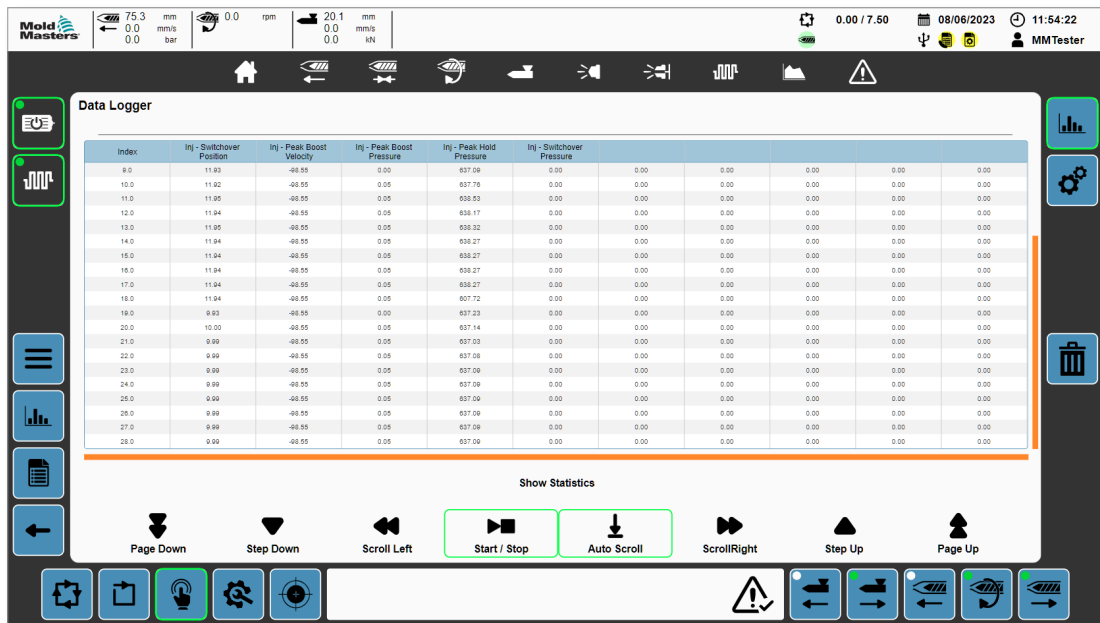 Mold Masters
75.3 mm
0.0 mm/s
0.0 bar
0.0 rpm
20.1 mm
0.0 mm/s
0.0 kN
0.00 / 7.50
08/06/2023
11:54:22
MMTester
Data Logger
Index Inj - Switchover Position Inj - Peak Boost Velocity Inj - Peak Boost Pressure Inj - Peak Hold Pressure Inj - Switchover Pressure
9.0 11.93 -98.55 0.00 637.09 0.00 0.00 0.00 0.00 0.00 0.00
10.0 11.92 -98.55 0.05 637.76 0.00 0.00 0.00 0.00 0.00 0.00
11.0 11.95 -98.55 0.05 638.53 0.00 0.00 0.00 0.00 0.00 0.00
12.0 11.94 -98.55 0.05 638.17 0.00 0.00 0.00 0.00 0.00 0.00
13.0 11.95 -98.55 0.05 638.32 0.00 0.00 0.00 0.00 0.00 0.00
14.0 11.94 -98.55 0.05 638.27 0.00 0.00 0.00 0.00 0.00 0.00
15.0 11.94 -98.55 0.05 638.27 0.00 0.00 0.00 0.00 0.00 0.00
16.0 11.94 -98.55 0.05 638.27 0.00 0.00 0.00 0.00 0.00 0.00
17.0 11.94 -98.55 0.05 638.27 0.00 0.00 0.00 0.00 0.00 0.00
18.0 11.94 -98.55 0.05 607.72 0.00 0.00 0.00 0.00 0.00 0.00
19.0 9.93 -98.55 0.00 637.23 0.00 0.00 0.00 0.00 0.00 0.00
20.0 10.00 -98.55 0.05 637.14 0.00 0.00 0.00 0.00 0.00 0.00
21.0 9.99 -98.55 0.05 637.03 0.00 0.00 0.00 0.00 0.00 0.00
22.0 9.99 -98.55 0.05 637.08 0.00 0.00 0.00 0.00 0.00 0.00
23.0 9.99 -98.55 0.05 637.09 0.00 0.00 0.00 0.00 0.00 0.00
24.0 9.99 -98.55 0.05 637.09 0.00 0.00 0.00 0.00 0.00 0.00
25.0 9.99 -98.55 0.05 637.09 0.00 0.00 0.00 0.00 0.00 0.00
26.0 9.99 -98.55 0.05 637.09 0.00 0.00 0.00 0.00 0.00 0.00
27.0 9.99 -98.55 0.05 637.09 0.00 0.00 0.00 0.00 0.00 0.00
28.0 9.99 -98.55 0.05 637.09 0.00 0.00 0.00 0.00 0.00 0.00
Show Statistics
Page Down Step Down Scroll Left Start / Stop Auto Scroll ScrollRight Step Up Page Up